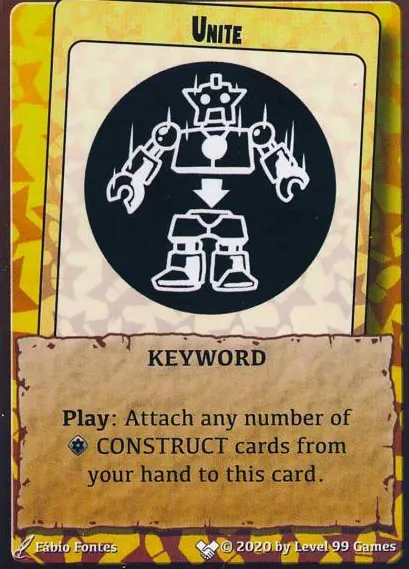 UNITE
KEYWORD
Play: Attach any number of
CONSTRUCT cards from
your hand to this card.
Fábio Fontes
© 2020 by Level 99 Games